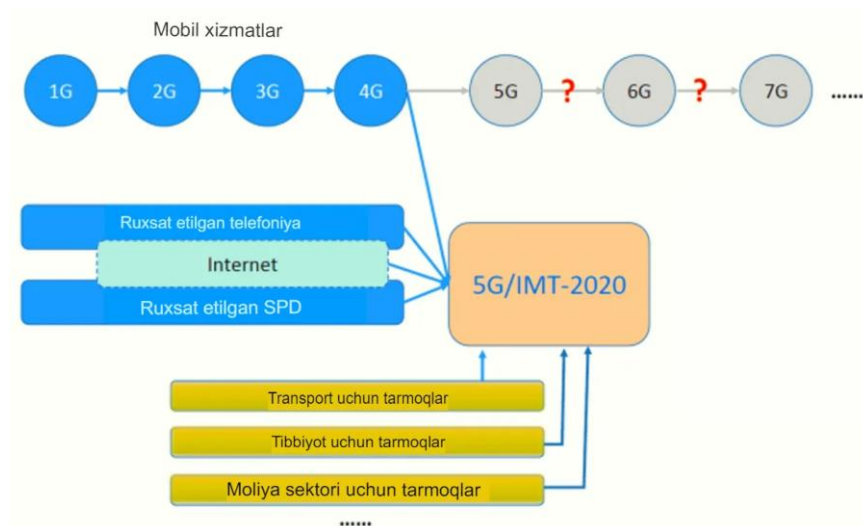 Mobil xizmatlar
1G
2G
3G
4G
5G
?
6G
?
7G
......
Ruxsat etilgan telefoniya
Internet
Ruxsat etilgan SPD
5G/IMT-2020
Transport uchun tarmoqlar
Tibbiyot uchun tarmoqlar
Moliya sektori uchun tarmoqlar
......